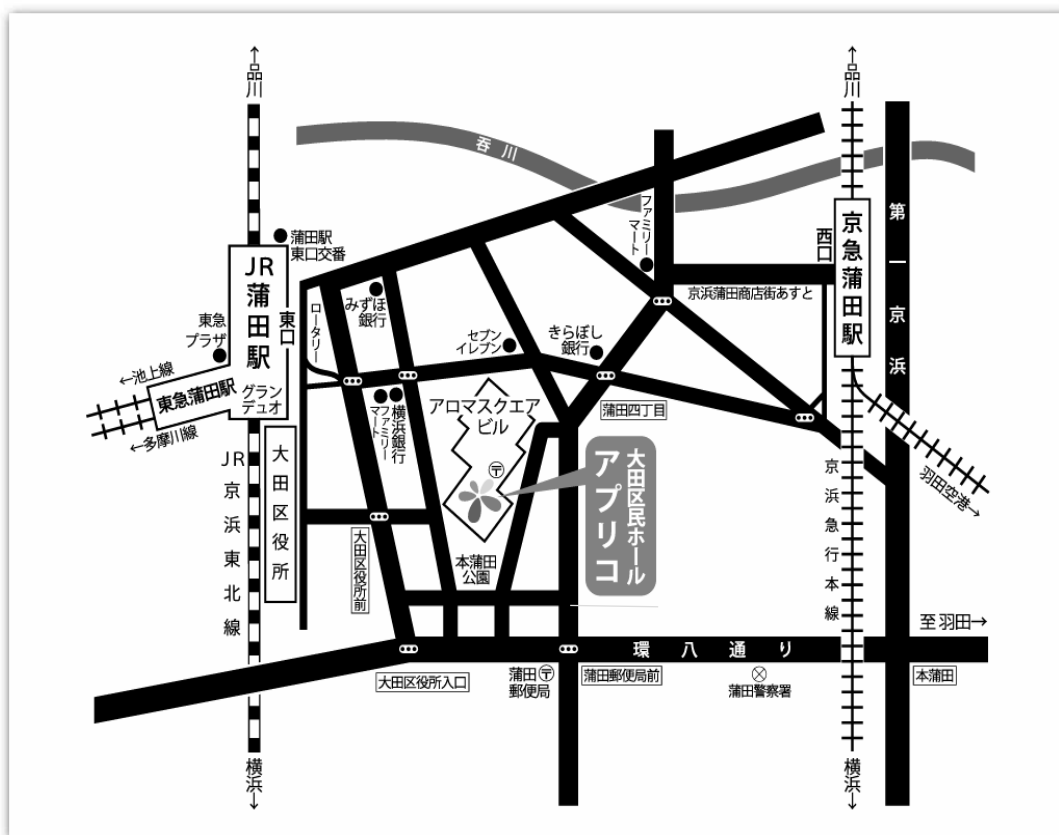 ←品川
←品川
呑川
第一京浜
ファミリー
マート
西口
京急蒲田駅
蒲田駅
東口交番
JR蒲田駅
東口
ロータリー
みずほ
銀行
京浜蒲田商店街あすと
東急
プラザ
セブン
イレブン
きらぼし
銀行
←池上線
東急蒲田駅
グラン
デュオ
←多摩川線
ファミリー
マート
横浜銀行
アロマスクエア
ビル
蒲田四丁目
〒
大田区民ホール
アプリコ
JR京浜東北線
大田区役所
京浜急行本線
羽田空港→
大田区役所前
本蒲田
公園
至羽田→
環八通り
大田区役所入口
蒲田〒
郵便局
蒲田郵便局前
蒲田警察署
本蒲田
横浜→
横浜→